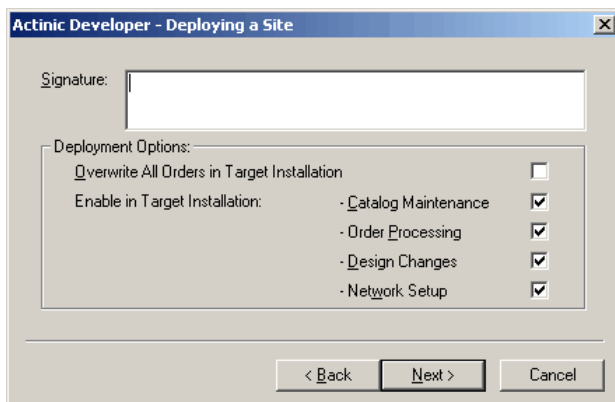 Actinic Developer - Deploying a Site
Signature:
Deployment Options:
Overwrite All Orders in Target Installation
Enable in Target Installation: - Catalog Maintenance
- Order Processing
- Design Changes
- Network Setup
< Back Next > Cancel